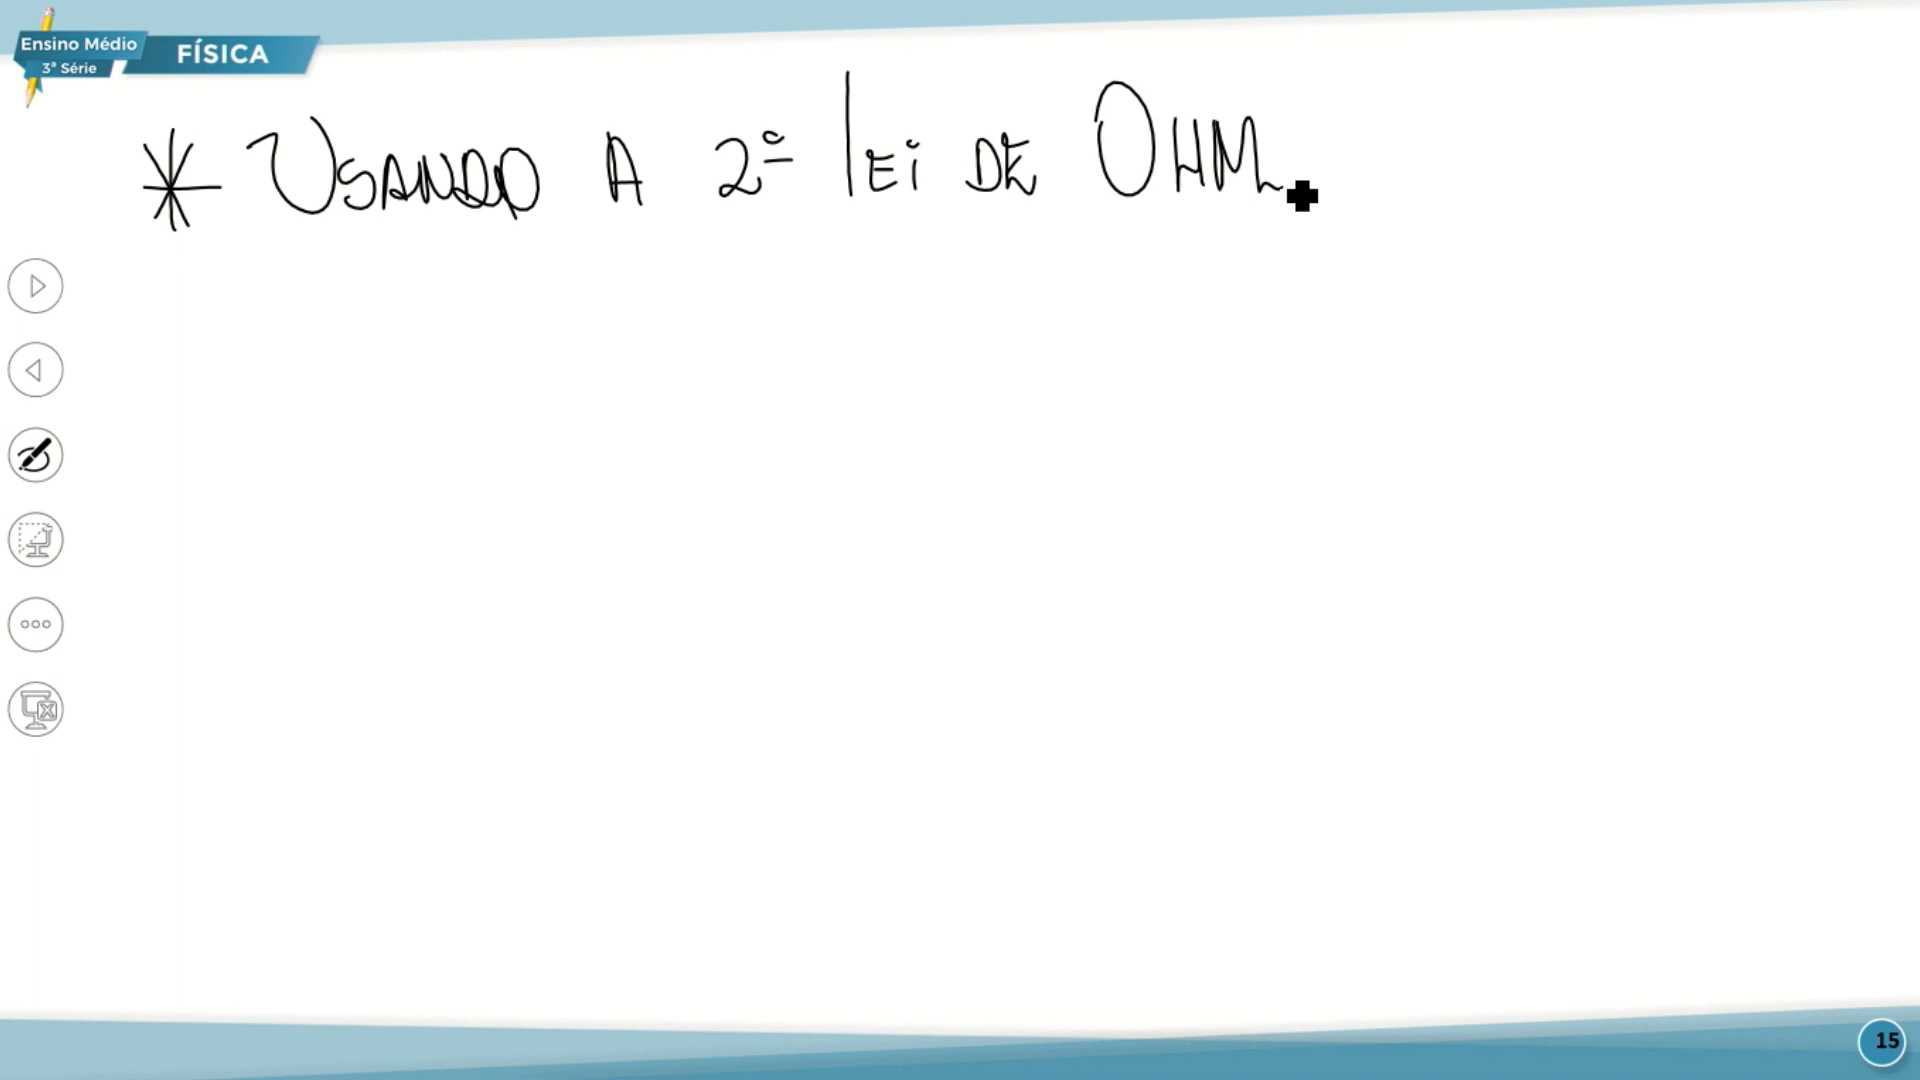 Ensino Médio
3ª Série
FÍSICA
* USANDO A 2ª LEI DE OHM
15